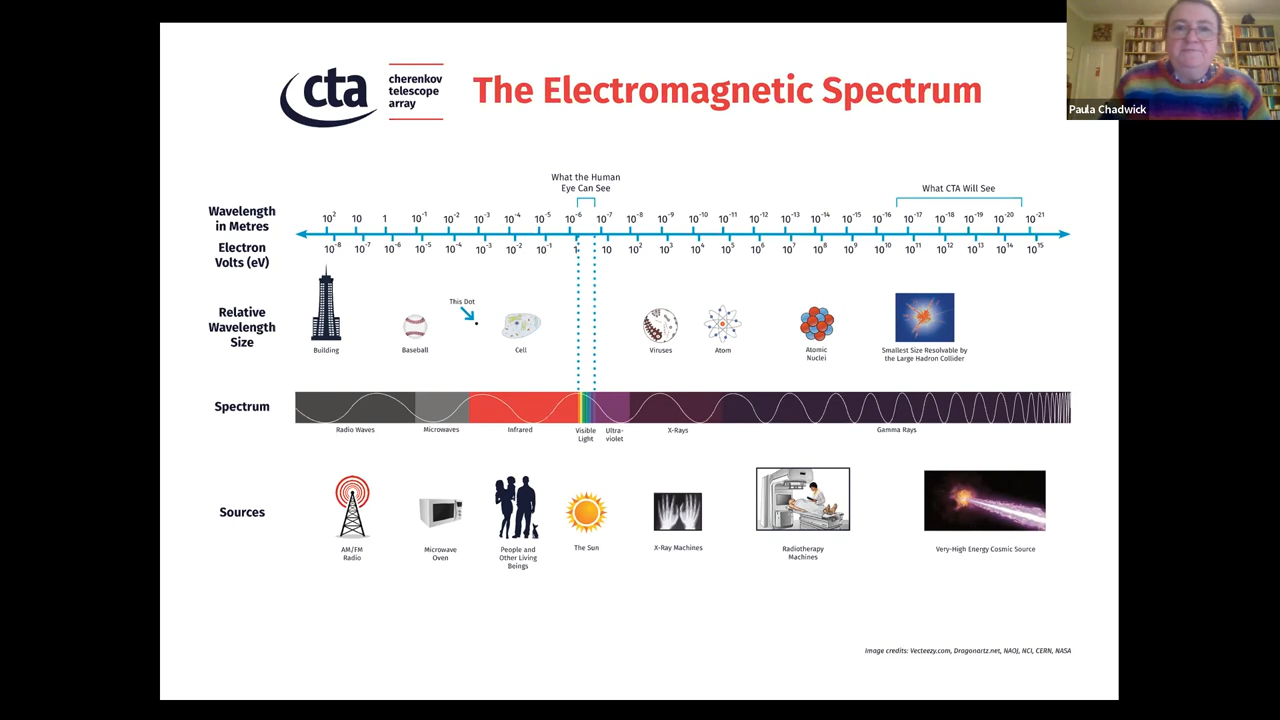 cta
cherenkov
telescope
array
The Electromagnetic Spectrum
Paula Chadwick
What the Human
Eye Can See
What CTA Will See
Wavelength
in Metres
10² 10 1 10⁻¹ 10⁻² 10⁻³ 10⁻⁴ 10⁻⁵ 10⁻⁶ 10⁻⁷ 10⁻⁸ 10⁻⁹ 10⁻¹⁰ 10⁻¹¹ 10⁻¹² 10⁻¹³ 10⁻¹⁴ 10⁻¹⁵ 10⁻¹⁶ 10⁻¹⁷ 10⁻¹⁸ 10⁻¹⁹ 10⁻²⁰ 10⁻²¹
Electron
Volts (eV)
10⁻⁸ 10⁻⁷ 10⁻⁶ 10⁻⁵ 10⁻⁴ 10⁻³ 10⁻² 10⁻¹ 1 10 10² 10³ 10⁴ 10⁵ 10⁶ 10⁷ 10⁸ 10⁹ 10¹⁰ 10¹¹ 10¹² 10¹³ 10¹⁴ 10¹⁵
Relative
Wavelength
Size
This Dot
Building
Baseball
Cell
Viruses
Atom
Atomic
Nuclei
Smallest Size Resolvable by
the Large Hadron Collider
Spectrum
Radio Waves
Microwaves
Infrared
Visible
Light
Ultra-
violet
X-Rays
Gamma Rays
Sources
AM/FM
Radio
Microwave
Oven
People and
Other Living
Beings
The Sun
X-Ray Machines
Radiotherapy
Machines
Very-High Energy Cosmic Source
Image credits: Vecteezy.com, Dragonartz.net, NAOJ, NCI, CERN, NASA